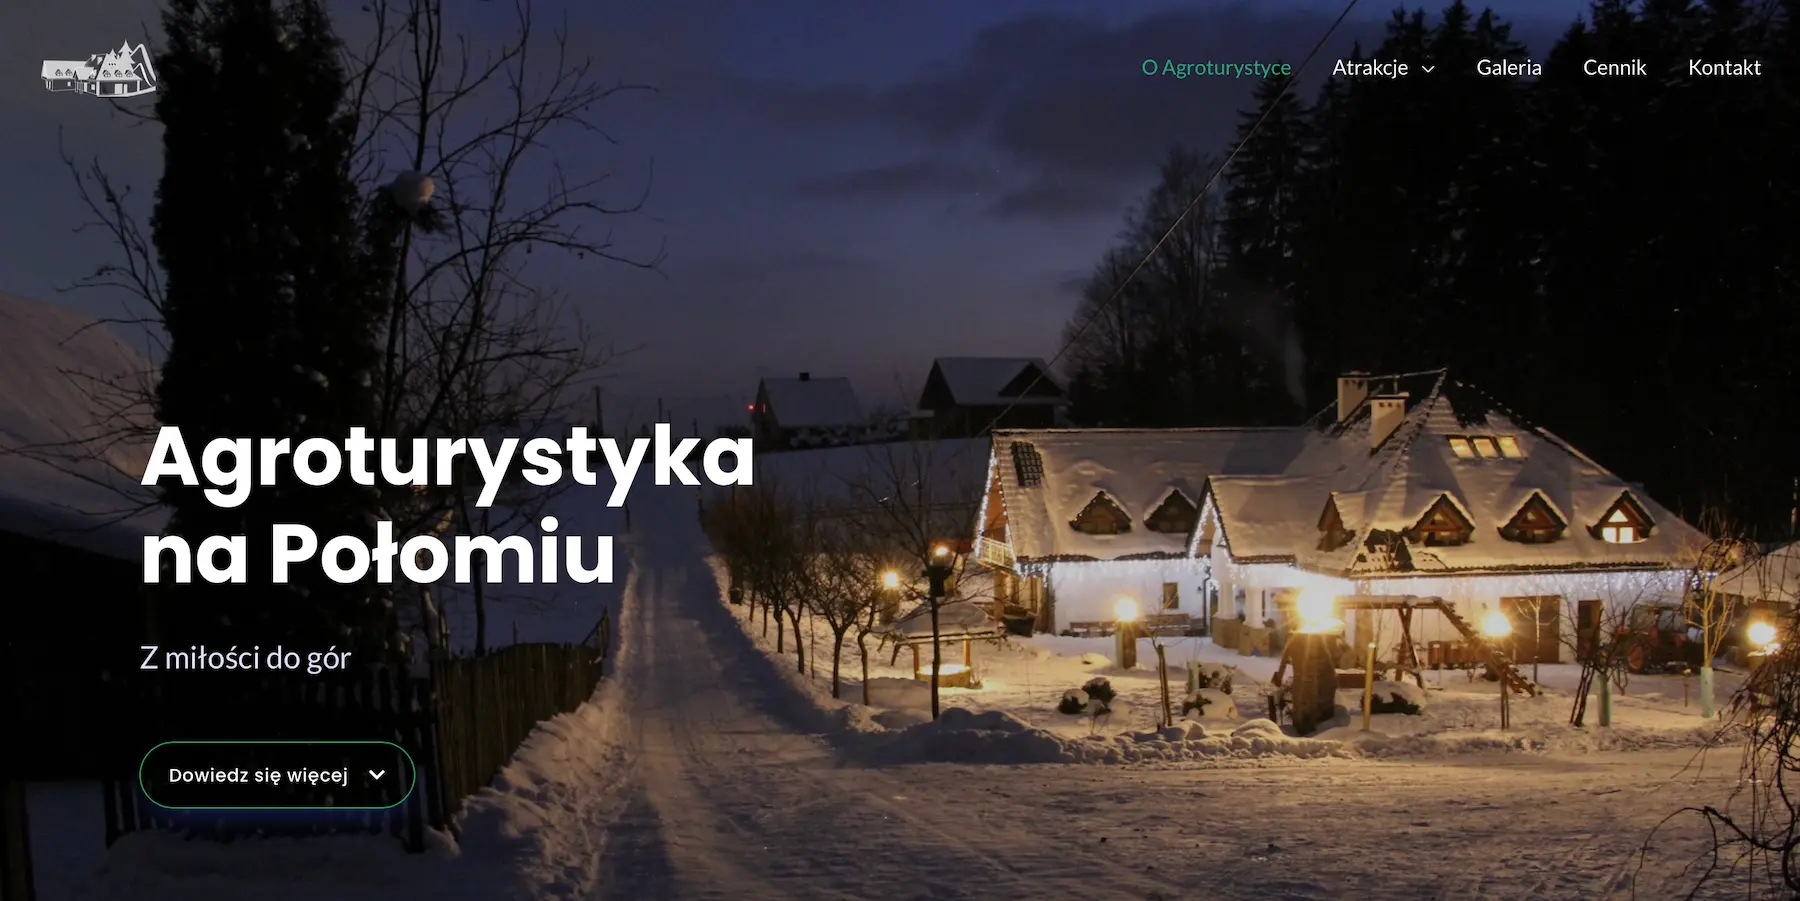 O Agroturystyce
Atrakcje
Galeria
Cennik
Kontakt
Agroturystyka
na Połomiu
Z miłości do gór
Dowiedz się więcej